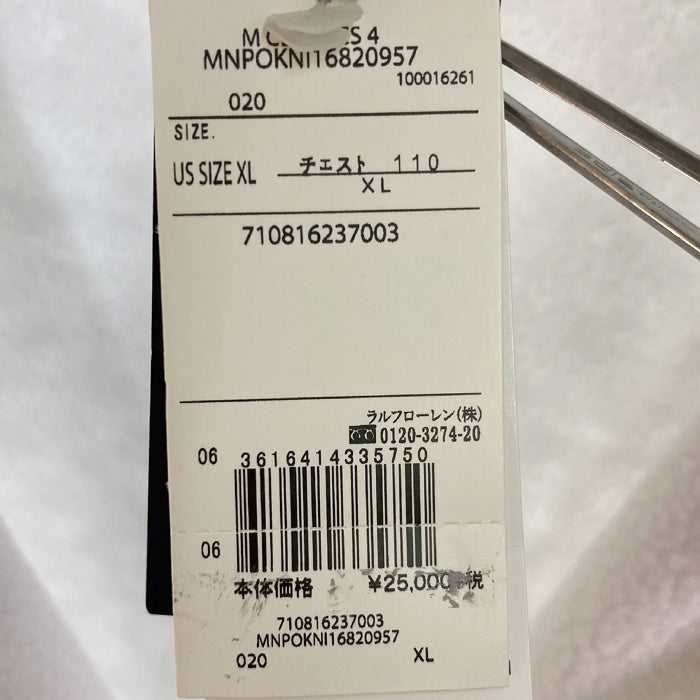 M S 4
MNPOKNI16820957
100016261
020
SIZE.
US SIZE XL チェスト 110
XL
710816237003
ラルフローレン(株)
0120-3274-20
06 3616414335750
06
本体価格 ¥25,000 税
710816237003
MNPOKNI16820957
020 XL